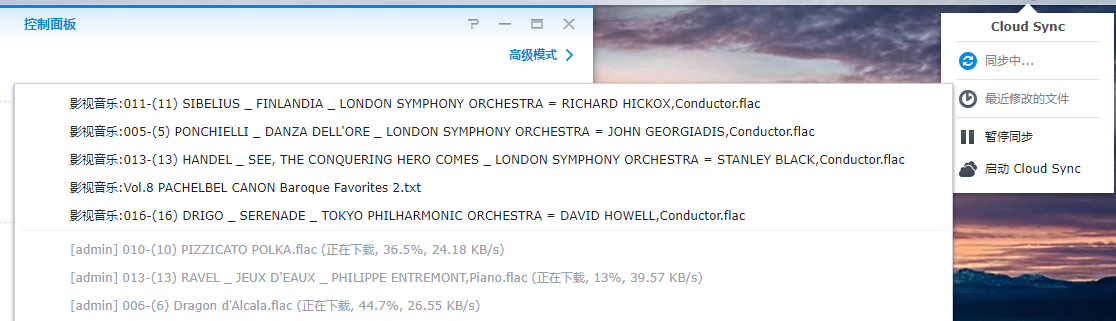 控制面板
高级模式
Cloud Sync
同步中...
最近修改的文件
暂停同步
启动 Cloud Sync
影视音乐:011-(11) SIBELIUS _ FINLANDIA _ LONDON SYMPHONY ORCHESTRA = RICHARD HICKOX,Conductor.flac
影视音乐:005-(5) PONCHIELLI _ DANZA DELL'ORE _ LONDON SYMPHONY ORCHESTRA = JOHN GEORGIADIS,Conductor.flac
影视音乐:013-(13) HANDEL _ SEE, THE CONQUERING HERO COMES _ LONDON SYMPHONY ORCHESTRA = STANLEY BLACK,Conductor.flac
影视音乐:Vol.8 PACHELBEL CANON Baroque Favorites 2.txt
影视音乐:016-(16) DRIGO _ SERENADE _ TOKYO PHILHARMONIC ORCHESTRA = DAVID HOWELL,Conductor.flac
[admin] 010-(10) PIZZICATO POLKA.flac (正在下载, 36.5%, 24.18 KB/s)
[admin] 013-(13) RAVEL _ JEUX D'EAUX _ PHILIPPE ENTREMONT,Piano.flac (正在下载, 13%, 39.57 KB/s)
[admin] 006-(6) Dragon d'Alcala.flac (正在下载, 44.7%, 26.55 KB/s)